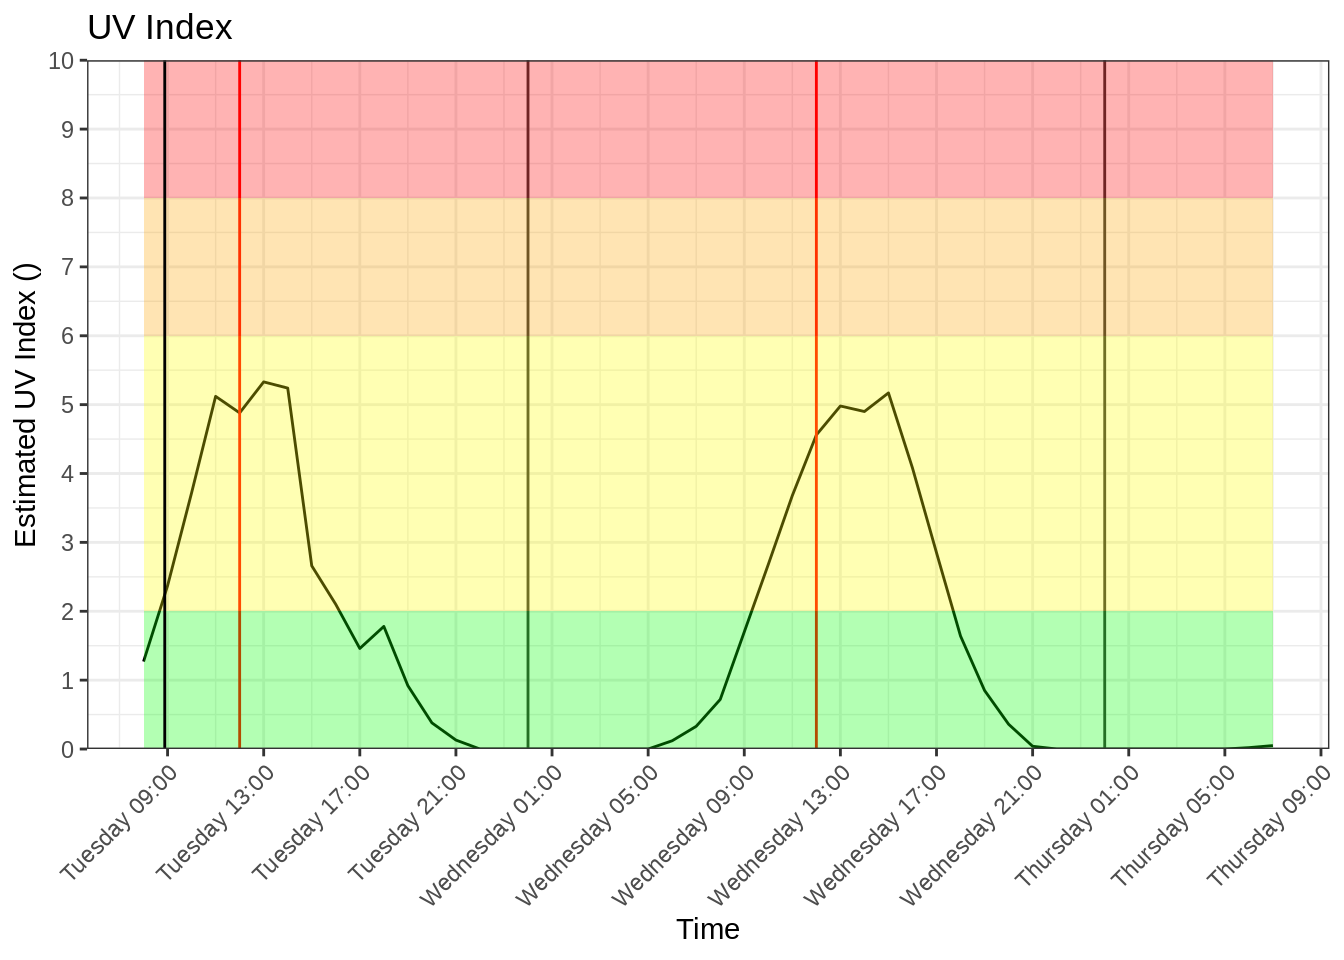 UV Index
10
9
8
7
6
5
4
3
2
1
0
Estimated UV Index ()
Tuesday 09:00
Tuesday 13:00
Tuesday 17:00
Tuesday 21:00
Wednesday 01:00
Wednesday 05:00
Wednesday 09:00
Wednesday 13:00
Wednesday 17:00
Wednesday 21:00
Thursday 01:00
Thursday 05:00
Thursday 09:00
Time